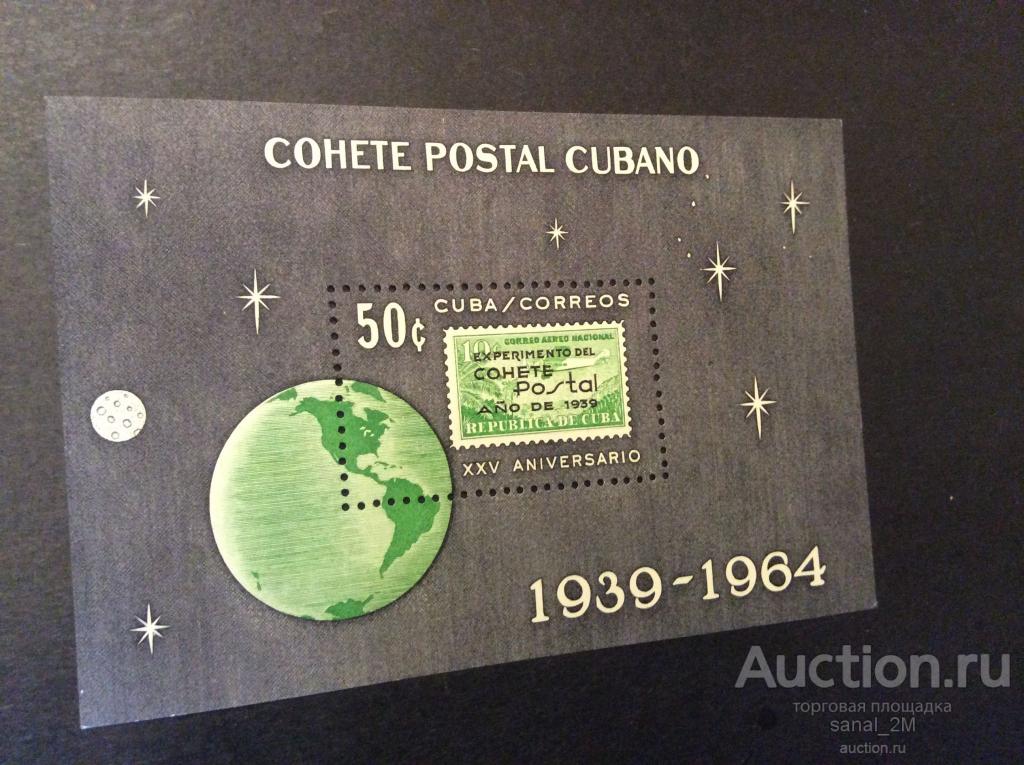 COHETE POSTAL CUBANO
50¢
CUBA/CORREOS
CORREO AEREO NACIONAL
10¢
EXPERIMENTO DEL
COHETE
Postal
AÑO DE 1939
REPUBLICA DE CUBA
XXV ANIVERSARIO
1939-1964
Auction.ru
торговая площадка
sanal_2M
auction.ru